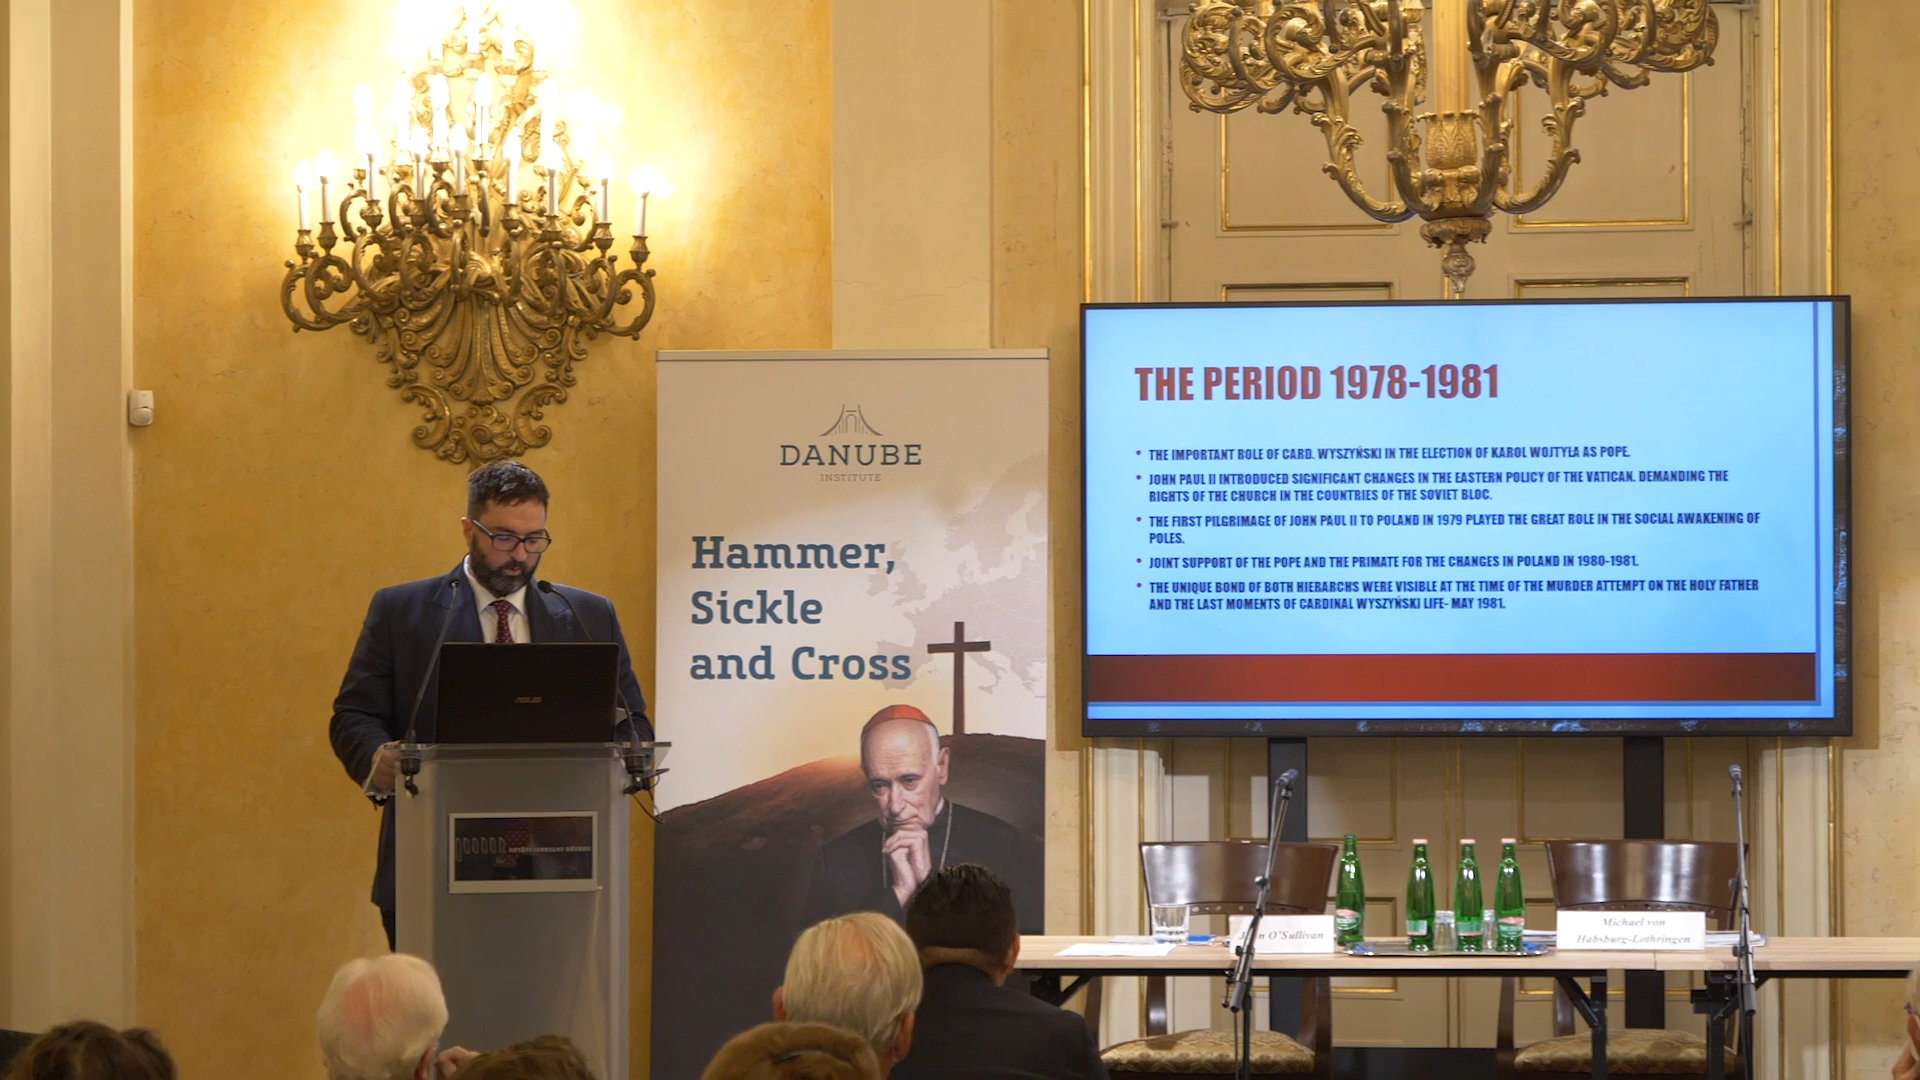 DANUBE
INSTITUTE
Hammer,
Sickle
and Cross
THE PERIOD 1978-1981
• THE IMPORTANT ROLE OF CARD. WYSZYŃSKI IN THE ELECTION OF KAROL WOJTYŁA AS POPE.
• JOHN PAUL II INTRODUCED SIGNIFICANT CHANGES IN THE EASTERN POLICY OF THE VATICAN. DEMANDING THE
RIGHTS OF THE CHURCH IN THE COUNTRIES OF THE SOVIET BLOC.
• THE FIRST PILGRIMAGE OF JOHN PAUL II TO POLAND IN 1979 PLAYED THE GREAT ROLE IN THE SOCIAL AWAKENING OF
POLES.
• JOINT SUPPORT OF THE POPE AND THE PRIMATE FOR THE CHANGES IN POLAND IN 1980-1981.
• THE UNIQUE BOND OF BOTH HIERARCHS WERE VISIBLE AT THE TIME OF THE MURDER ATTEMPT ON THE HOLY FATHER
AND THE LAST MOMENTS OF CARDINAL WYSZYŃSKI LIFE- MAY 1981.
ASUS
O'Sullivan
Michael von
Habsburg-Lothringen